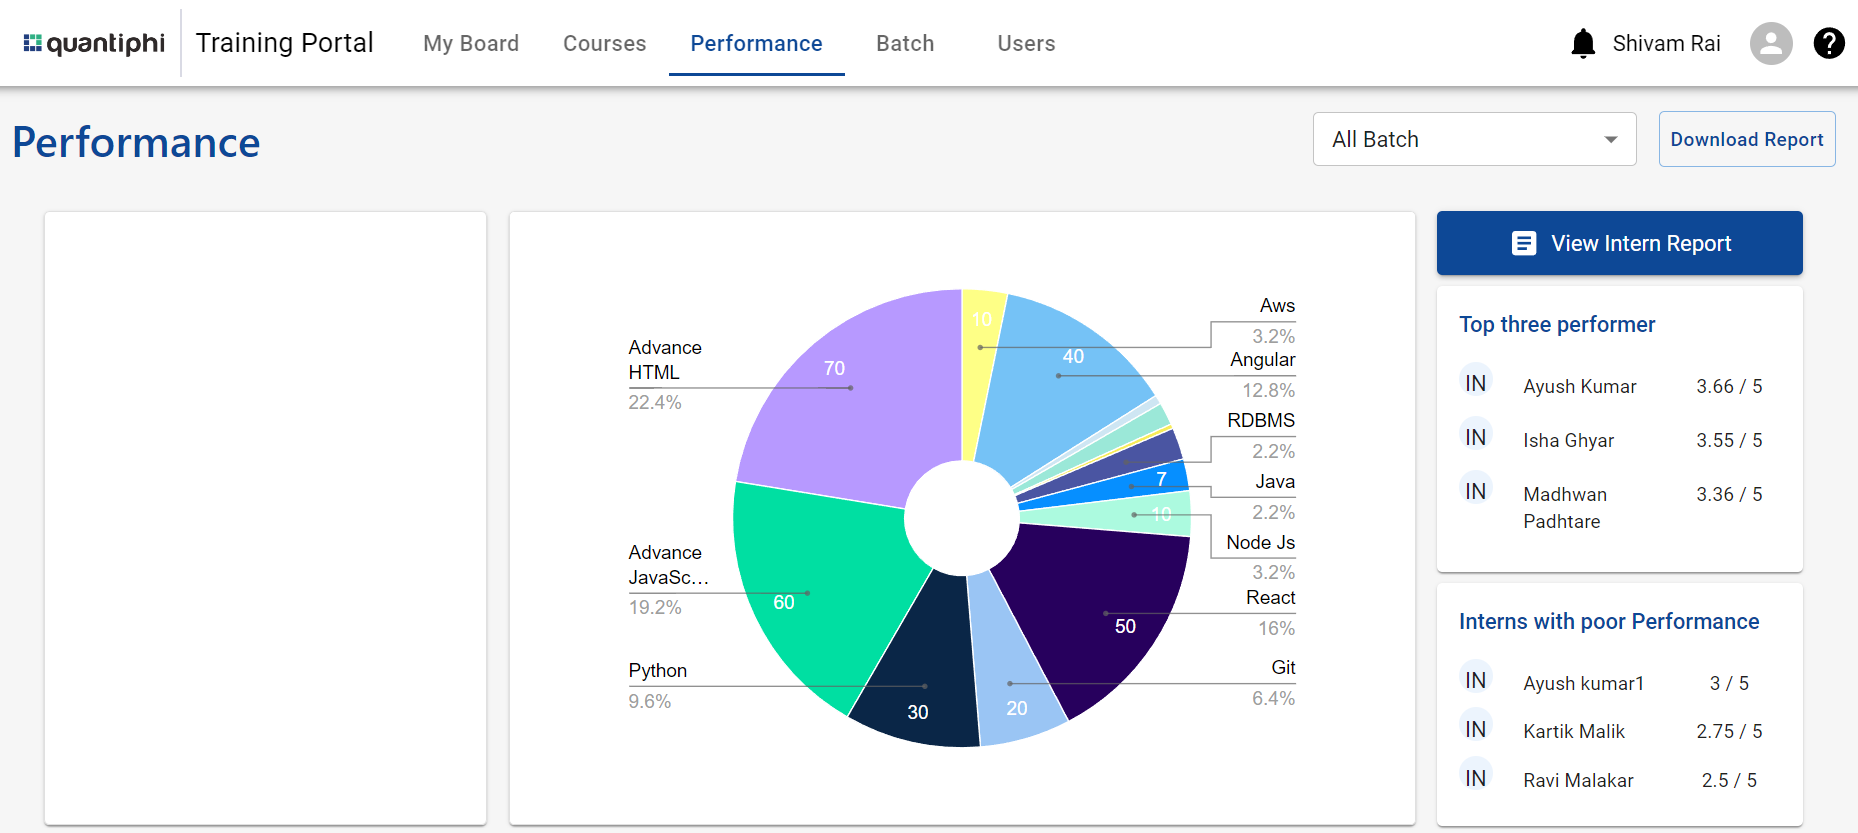 quantiphi
Training Portal
My Board
Courses
Performance
Batch
Users
Shivam Rai
Performance
All Batch
Download Report
Advance
HTML
22.4%
Advance
JavaSc...
19.2%
Python
9.6%
70
60
30
20
50
10
7
40
10
Aws
3.2%
Angular
12.8%
RDBMS
2.2%
Java
2.2%
Node Js
3.2%
React
16%
Git
6.4%
View Intern Report
Top three performer
IN Ayush Kumar 3.66 / 5
IN Isha Ghyar 3.55 / 5
IN Madhwan 3.36 / 5
Padhtare
Interns with poor Performance
IN Ayush kumar1 3 / 5
IN Kartik Malik 2.75 / 5
IN Ravi Malakar 2.5 / 5